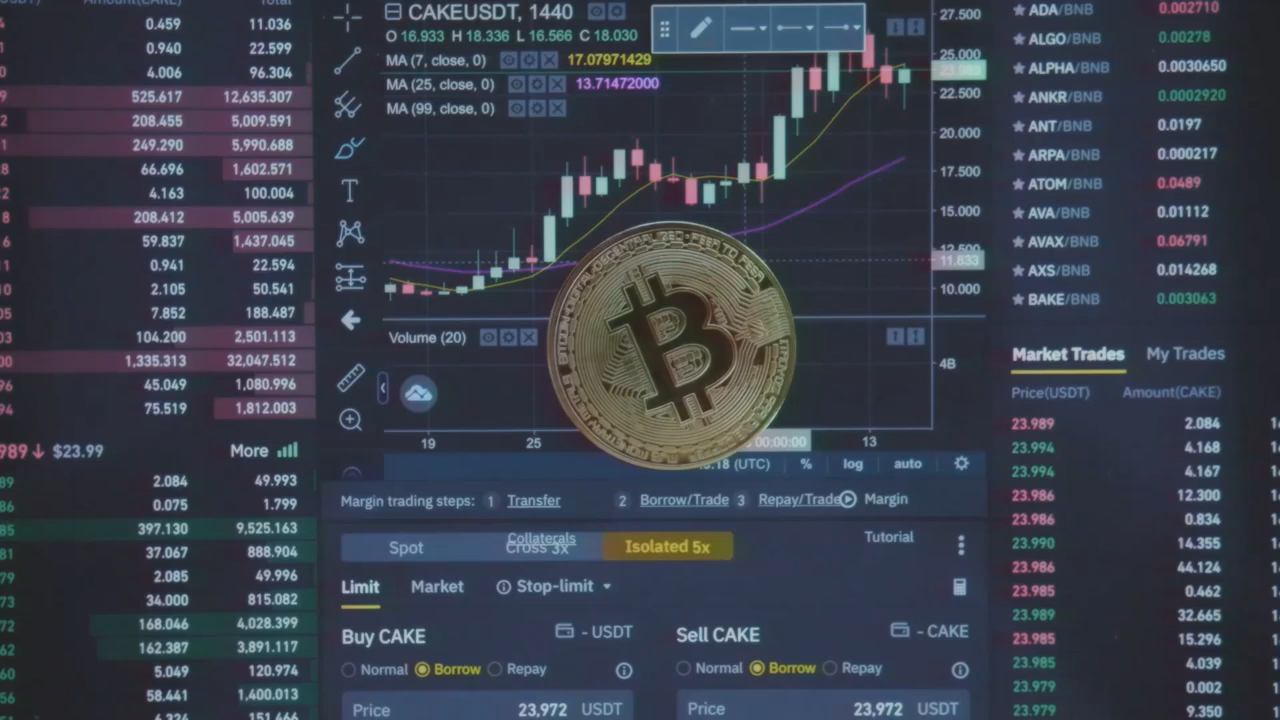 Amount(CAKE) Total
0.459 11.036
0.940 22.599
4.006 96.304
525.617 12,635.307
208.455 5,009.591
249.290 5,990.688
66.696 1,602.571
4.163 100.004
208.412 5,005.639
59.837 1,437.045
0.941 22.594
2.105 50.541
7.852 188.487
104.200 2,501.113
1,335.313 32,047.512
45.049 1,080.996
75.519 1,812.003
989↓ $23.99 More
2.084 49.993
0.075 1.799
397.130 9,525.163
37.067 888.904
2.085 49.996
34.000 815.082
168.046 4,028.399
162.387 3,891.117
5.049 120.974
58.441 1,400.013
CAKEUSDT, 1440
O 16.933 H 18.336 L 16.566 C 18.030
MA (7, close, 0) 17.07971429
MA (25, close, 0) 13.71472000
MA (99, close, 0)
27.500
25.000
22.500
20.000
17.500
15.000
12.500
11.833
10.000
Volume (20)
4B
19 25 00:00:00 13
(UTC) % log auto
Margin trading steps: 1 Transfer 2 Borrow/Trade 3 Repay/Trade Margin
Collaterals Tutorial
Spot Cross 3x Isolated 5x
Limit Market Stop-limit
Buy CAKE - USDT
Normal Borrow Repay
Price 23,972 USDT
Sell CAKE - CAKE
Normal Borrow Repay
Price 23,972 USDT
ADA/BNB 0.002710
ALGO/BNB 0.00278
ALPHA/BNB 0.0030650
ANKR/BNB 0.0002920
ANT/BNB 0.0197
ARPA/BNB 0.000217
ATOM/BNB 0.0489
AVA/BNB 0.01112
AVAX/BNB 0.06791
AXS/BNB 0.014268
BAKE/BNB 0.003063
Market Trades My Trades
Price(USDT) Amount(CAKE)
23.989 2.084
23.994 4.168
23.994 4.167
23.986 12.300
23.986 0.834
23.990 14.355
23.986 44.124
23.985 0.462
23.989 32.665
23.985 15.296
23.985 4.039
23.979 0.002
23.979 9.350